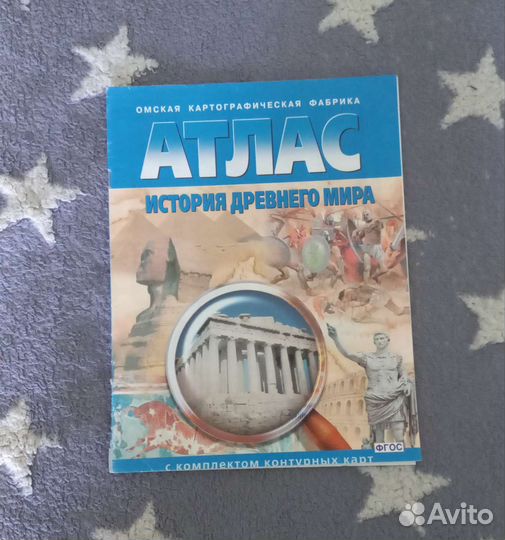 ОМСКАЯ КАРТОГРАФИЧЕСКАЯ ФАБРИКА
АТЛАС
ИСТОРИЯ ДРЕВНЕГО МИРА
ФГОС
с комплектом контурных карт
Avito